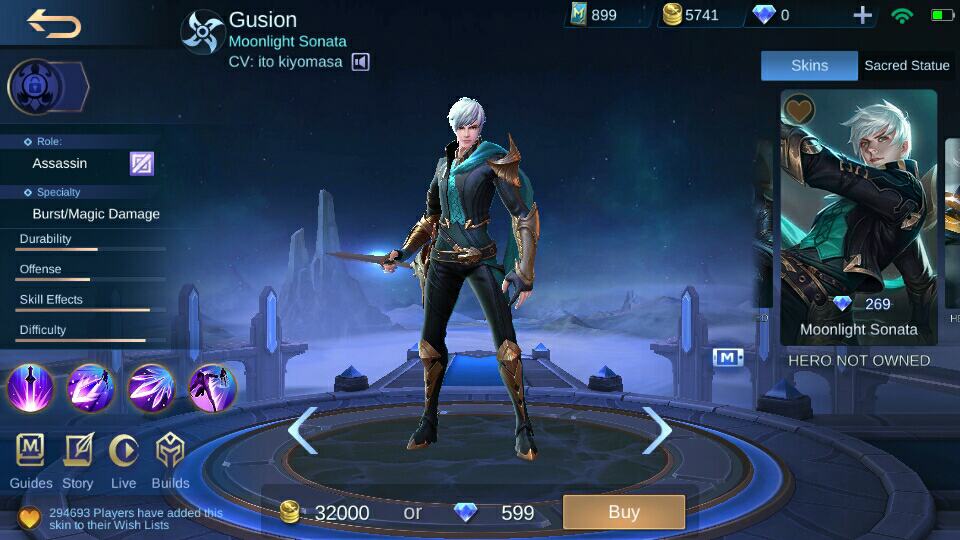 Gusion
Moonlight Sonata
CV: ito kiyomasa
899
5741
0
Skins
Sacred Statue
Role:
Assassin
Specialty
Burst/Magic Damage
Durability
Offense
Skill Effects
Difficulty
269
Moonlight Sonata
HERO NOT OWNED
M
M
Guides
Story
Live
Builds
294693 Players have added this
skin to their Wish Lists
32000
or
599
Buy